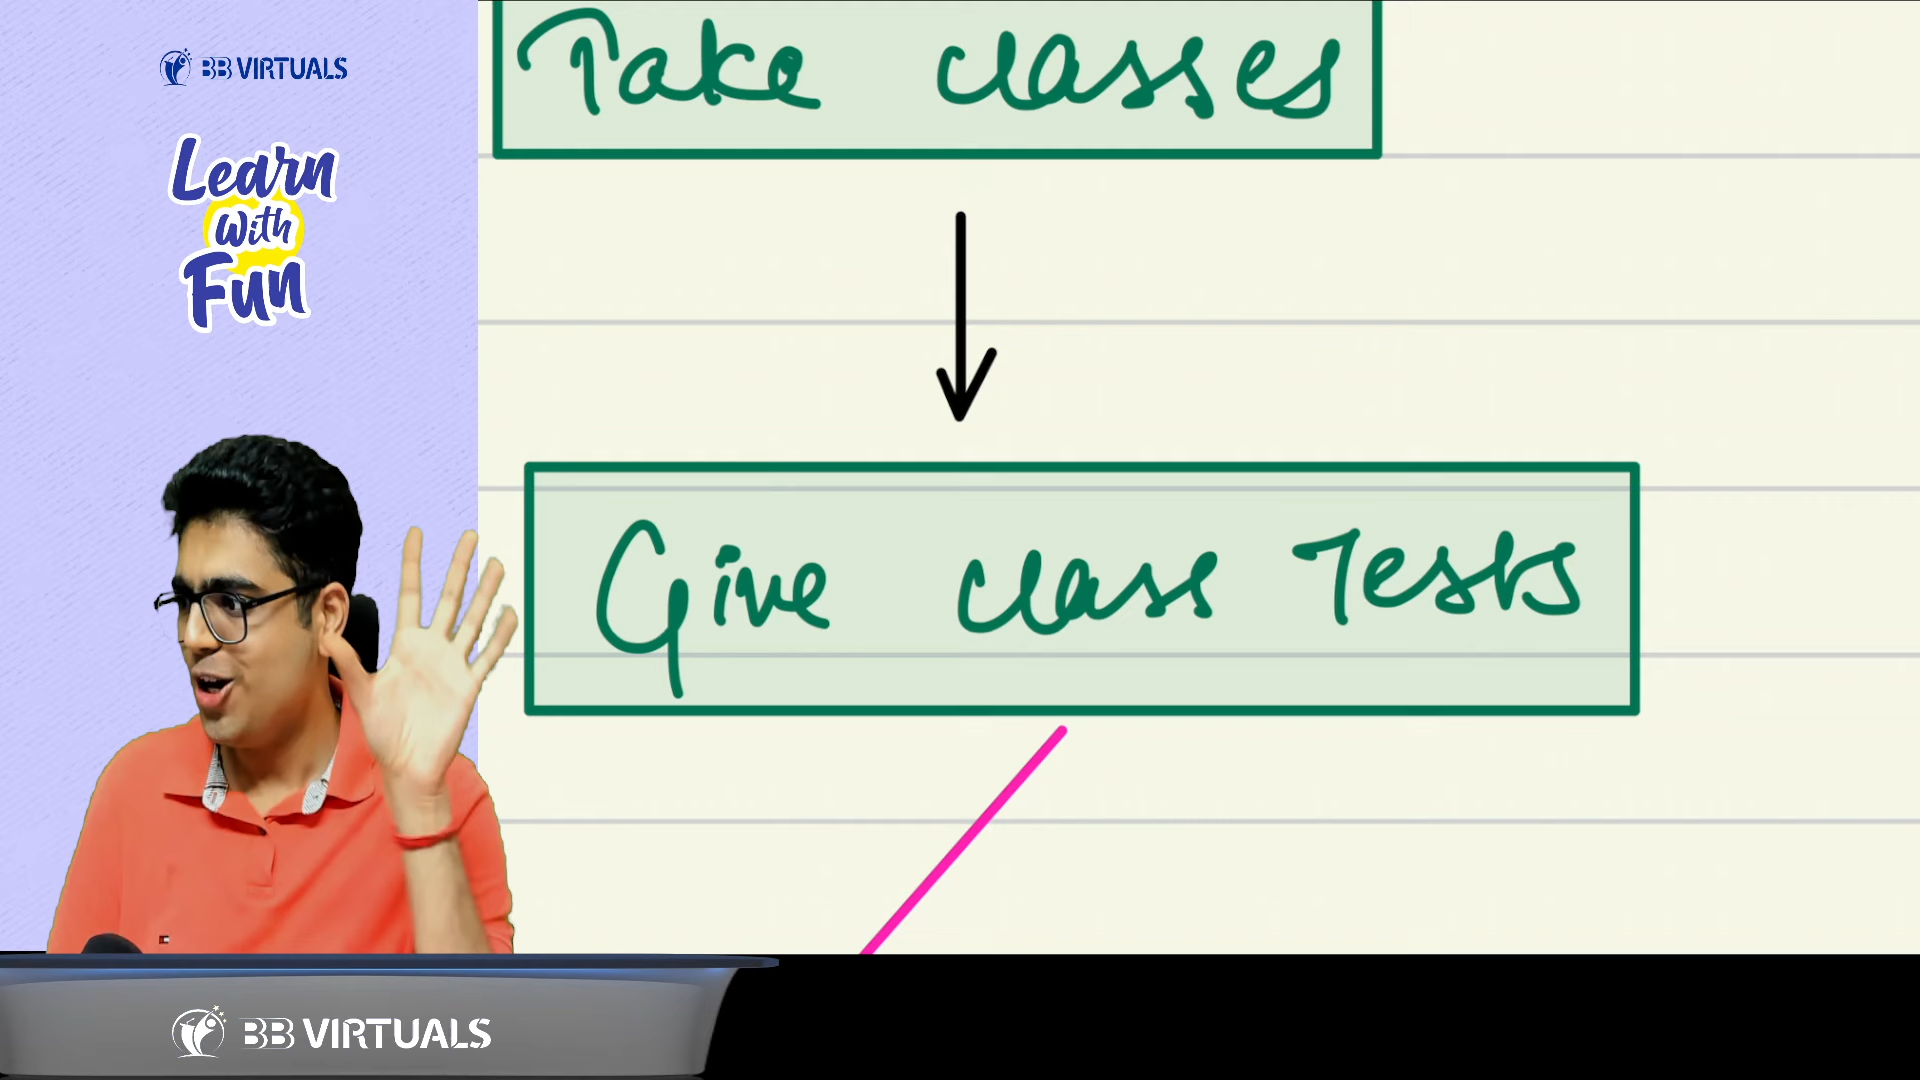 BB VIRTUALS
Learn
with
Fun
Take classes
Give class Tests
BB VIRTUALS